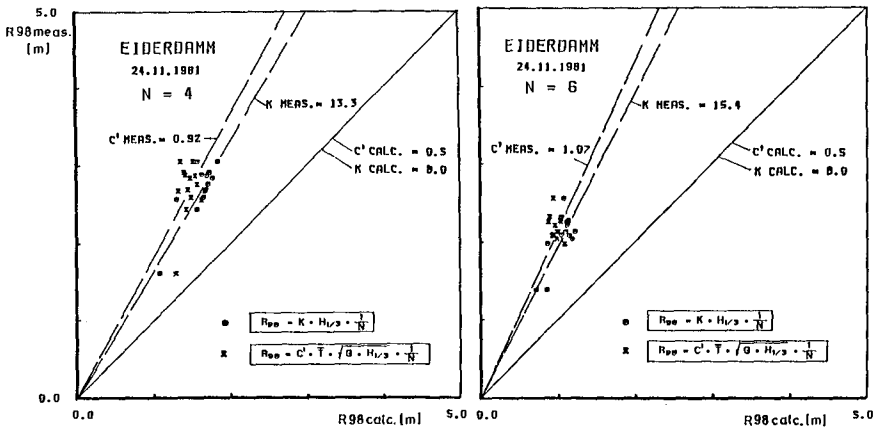 5.0
R98meas.
[m]
EIDERDAMM
24.11.1981
N = 4
K MEAS. = 13.3
C' MEAS. = 0.92
C' CALC. = 0.5
K CALC. = 8.0
R98 = K · H1/3 · 1/N
R98 = C' · T · √G · H1/3 · 1/N
0.0
0.0
5.0
R98calc.[m]
EIDERDAMM
24.11.1981
N = 6
K MEAS. = 15.4
C' MEAS. = 1.07
C' CALC. = 0.5
K CALC. = 8.0
R98 = K · H1/3 · 1/N
R98 = C' · T · √G · H1/3 · 1/N
0.0
5.0
R98calc.[m]